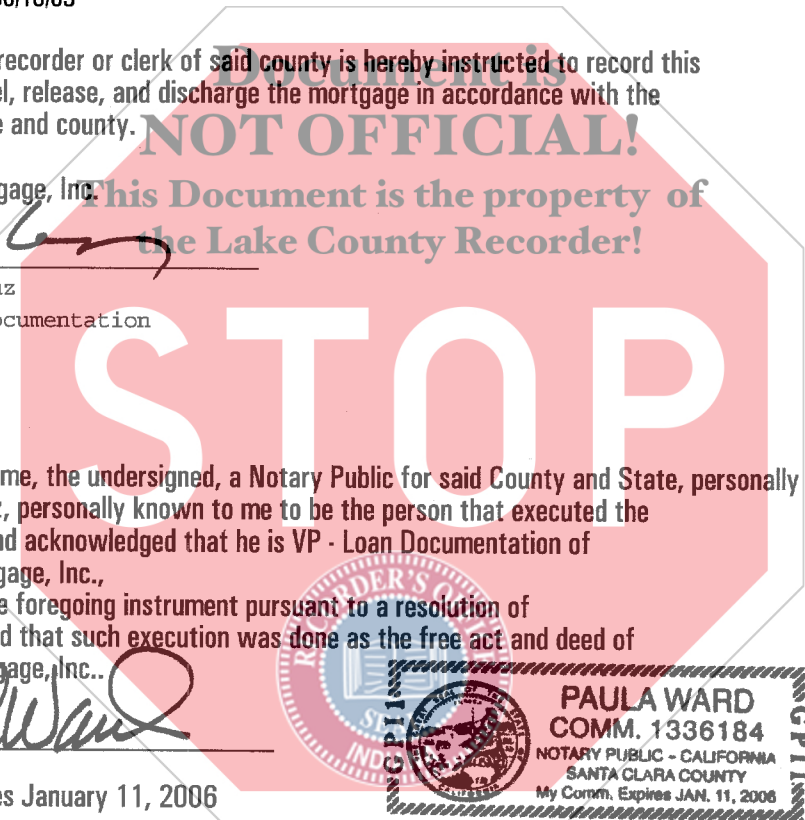 recorder or clerk of said county is hereby instructed to record this
Document is
l, release, and discharge the mortgage in accordance with the
e and county.
NOT OFFICIAL!
gage, Inc.
This Document is the property of
the Lake County Recorder!
z
ocumentation
STOP
me, the undersigned, a Notary Public for said County and State, personally
, personally known to me to be the person that executed the
nd acknowledged that he is VP - Loan Documentation of
gage, Inc.,
e foregoing instrument pursuant to a resolution of
d that such execution was done as the free act and deed of
gage, Inc..
RECORDER'S
PAULA WARD
COMM. 1336184
NOTARY PUBLIC - CALIFORNIA
SANTA CLARA COUNTY
My Comm. Expires JAN. 11, 2006
es January 11, 2006